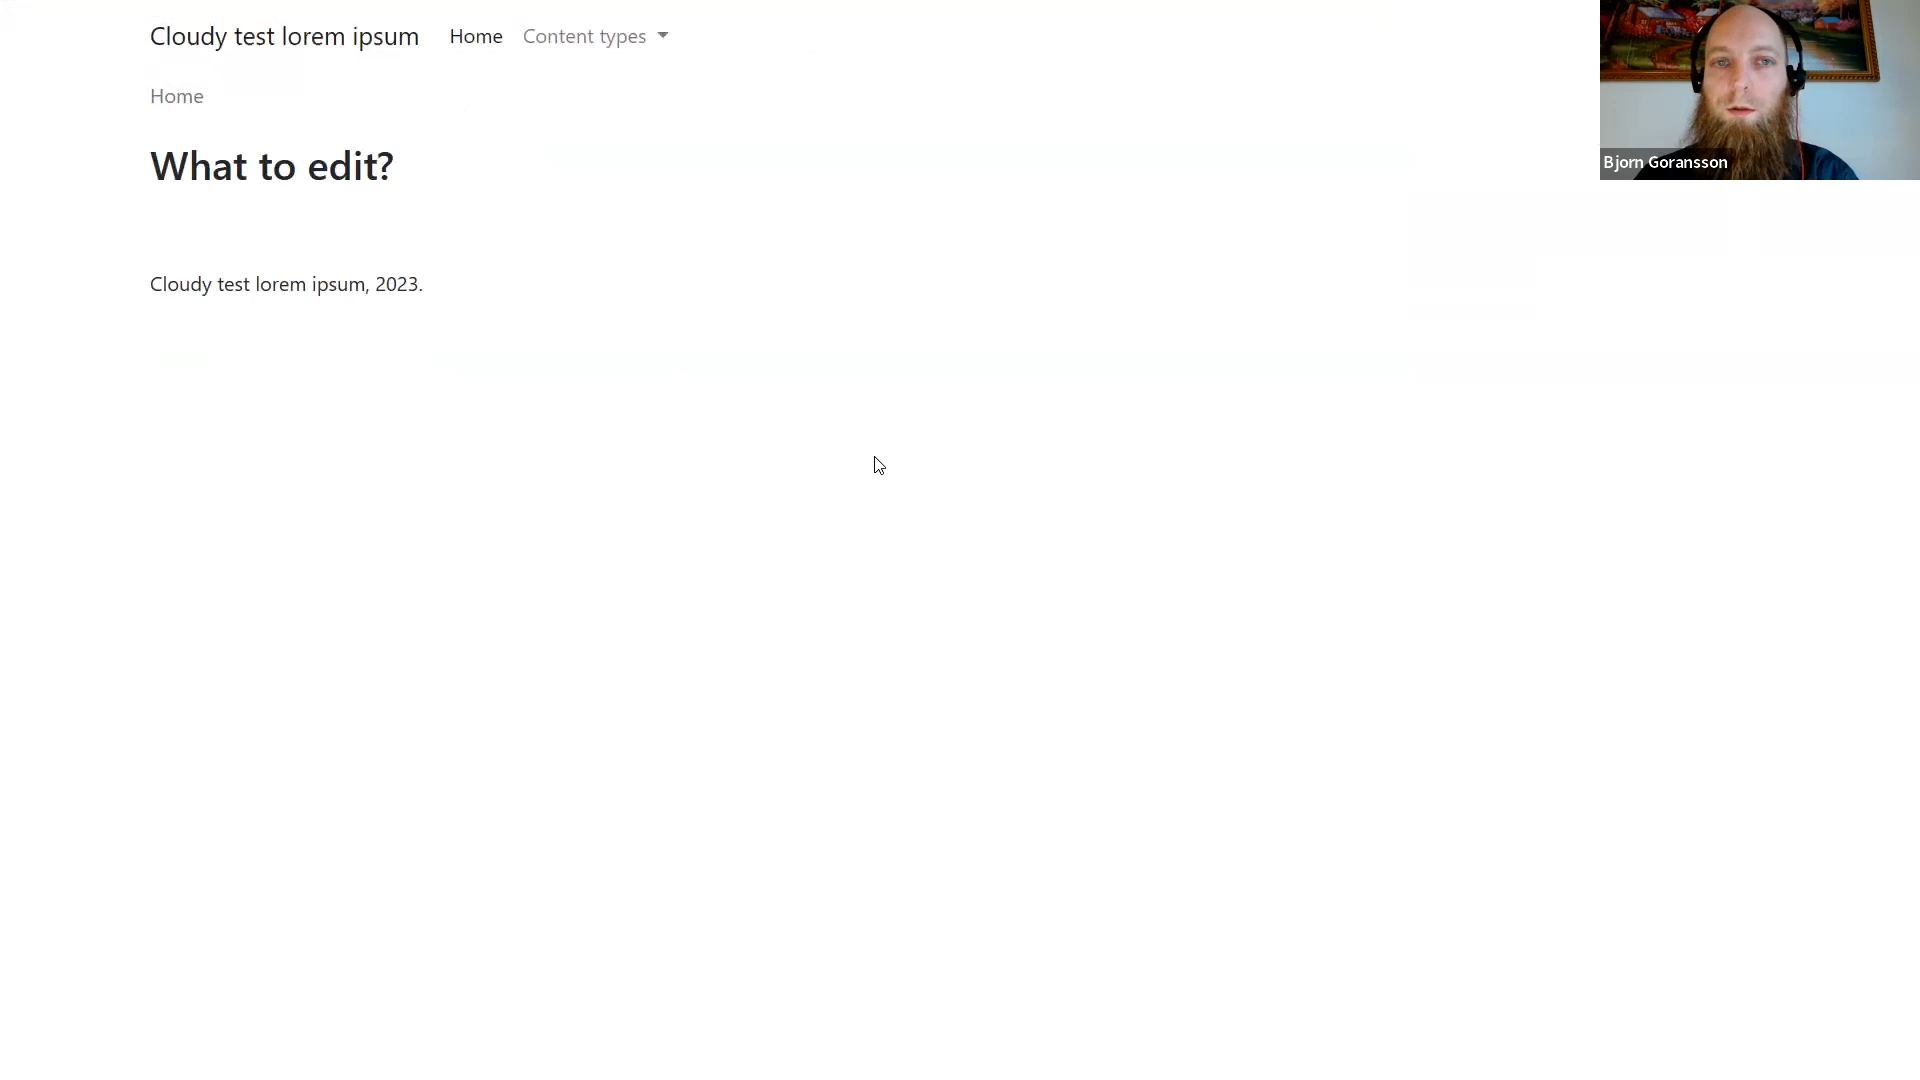 Cloudy test lorem ipsum Home Content types
Home
What to edit?
Cloudy test lorem ipsum, 2023.
Bjorn Goransson